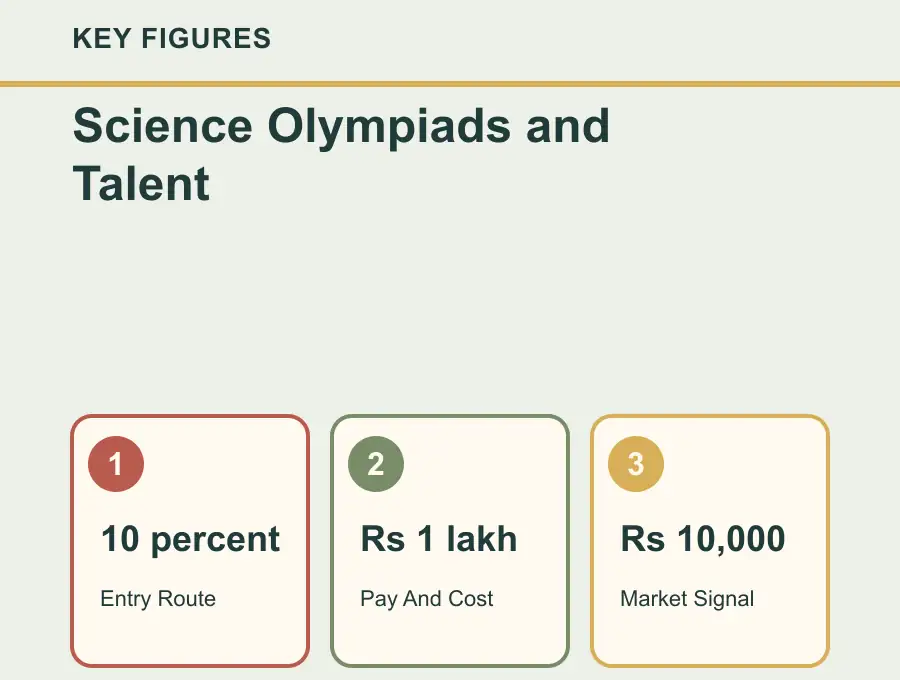 KEY FIGURES
Science Olympiads and
Talent
1
10 percent
Entry Route
2
Rs 1 lakh
Pay And Cost
3
Rs 10,000
Market Signal